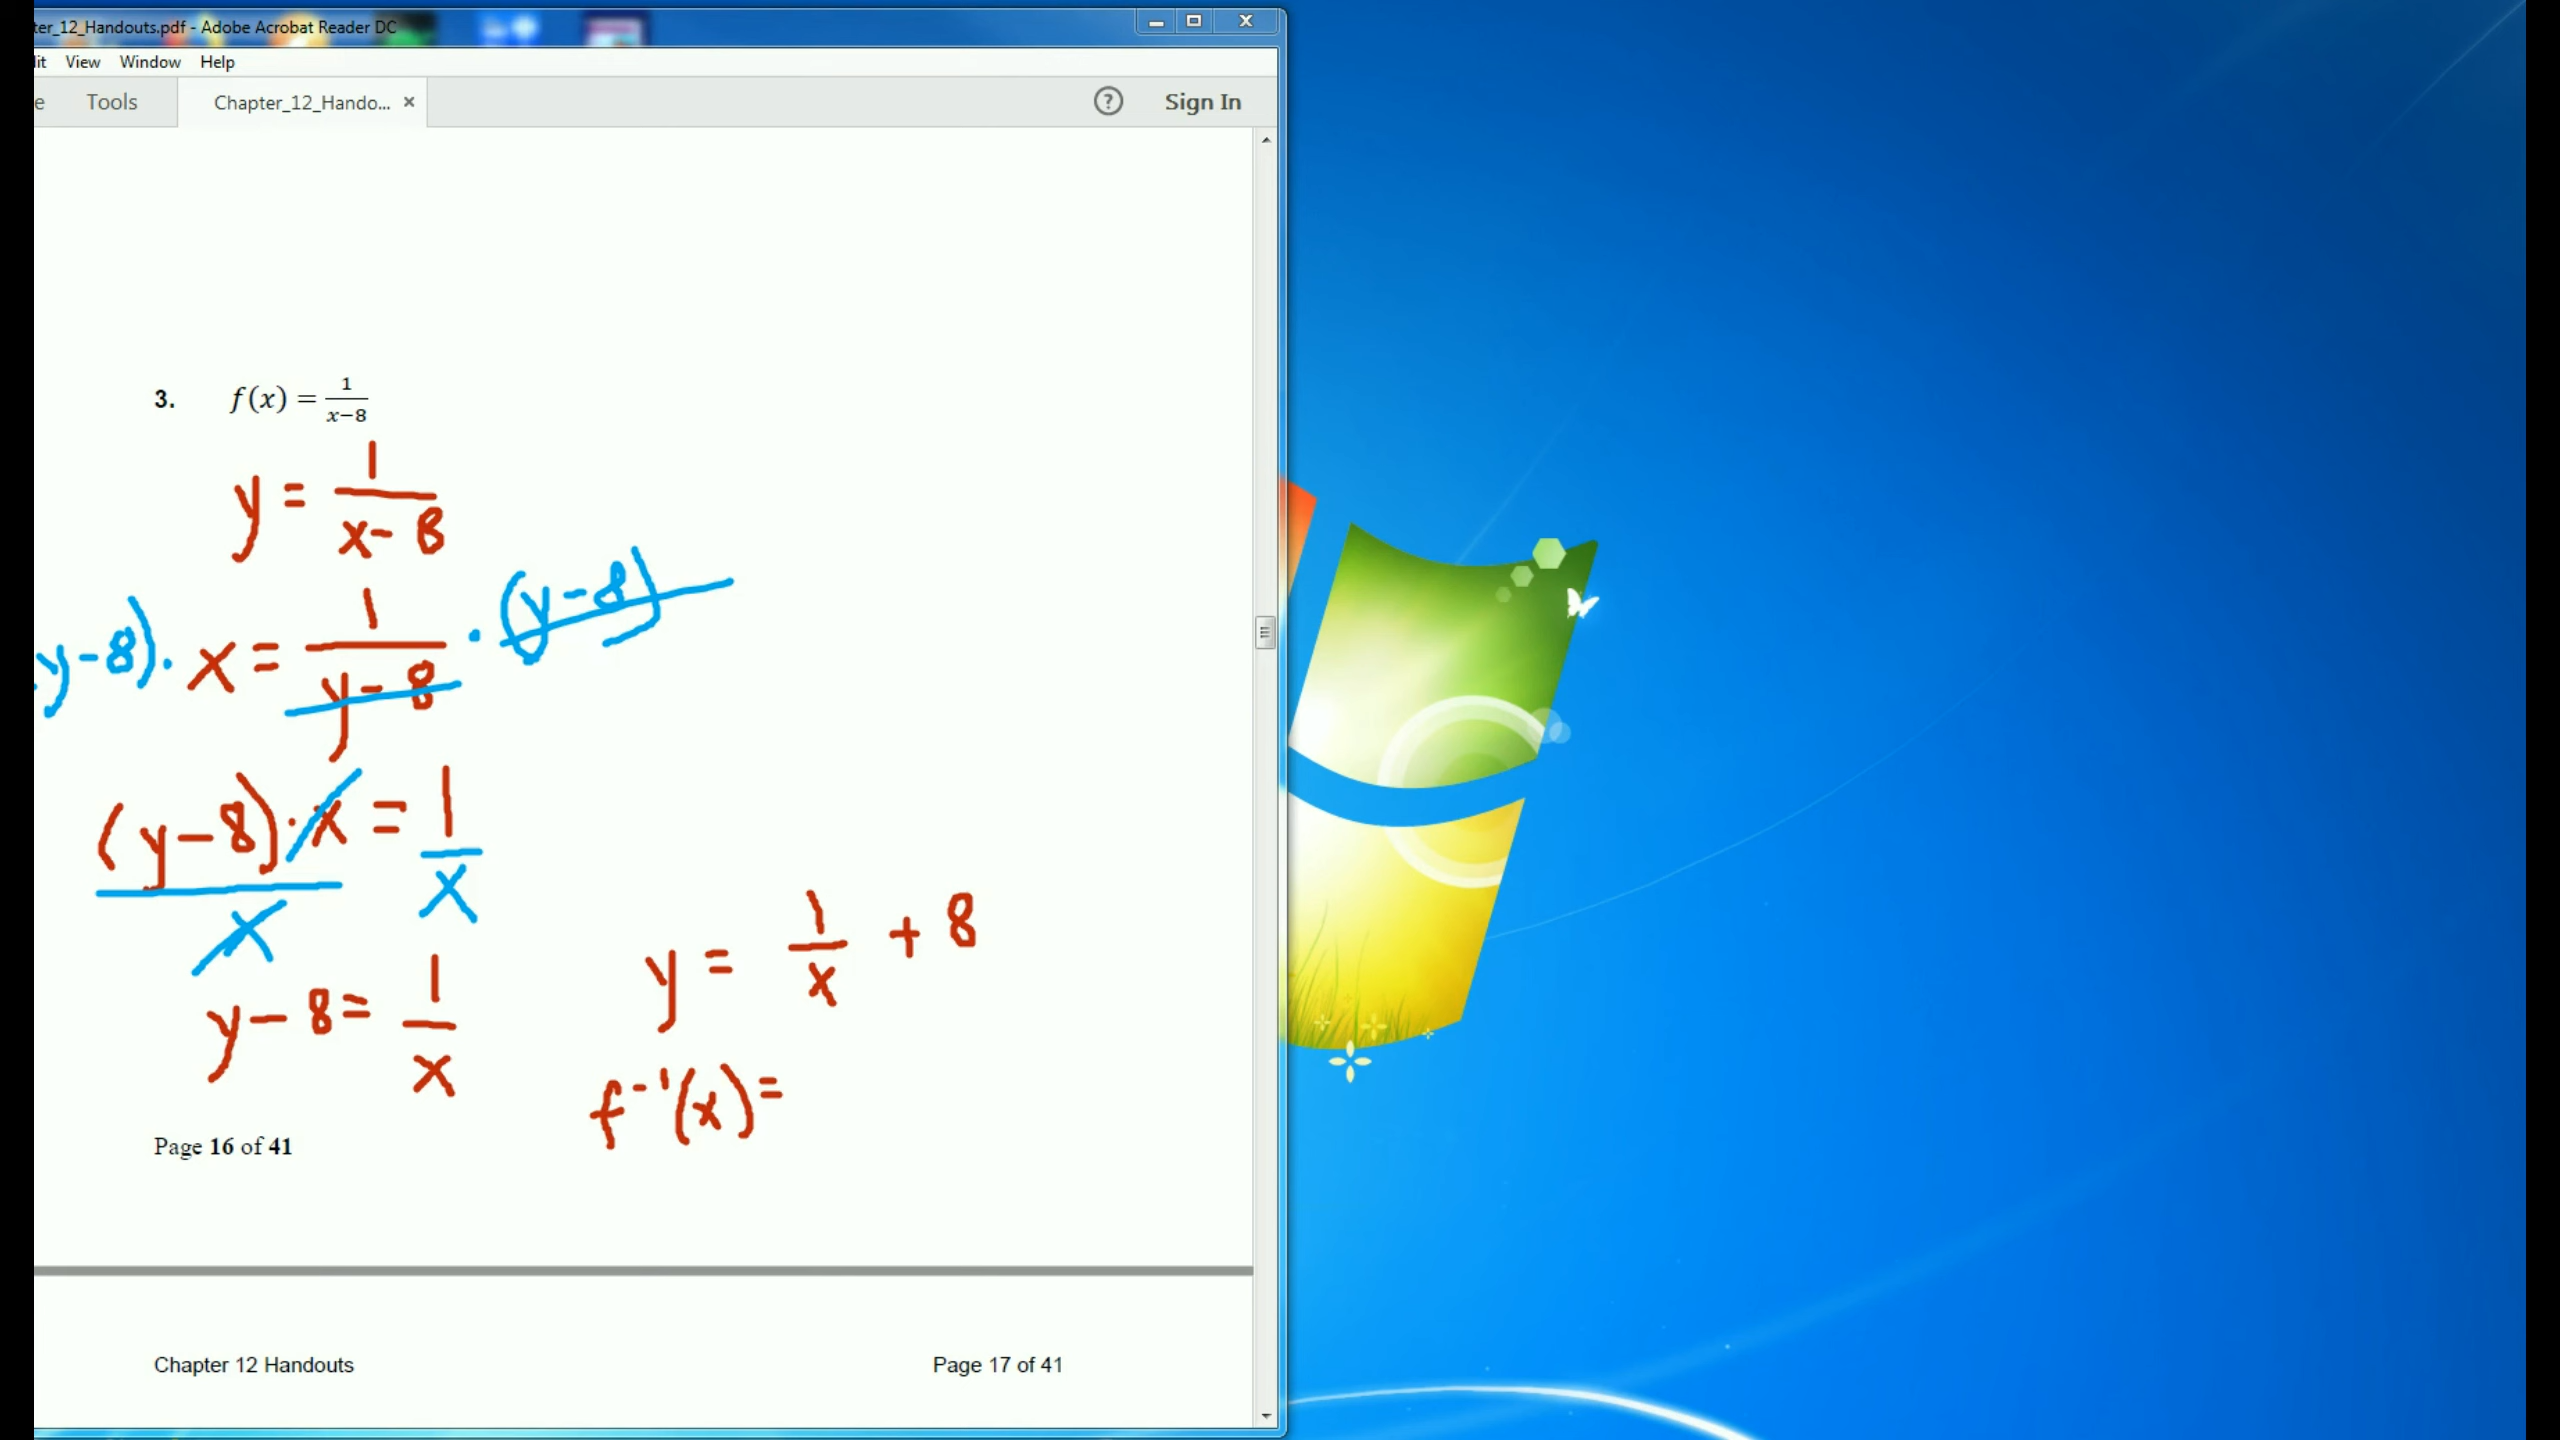 ter_12_Handouts.pdf - Adobe Acrobat Reader DC
dit View Window Help
e Tools Chapter_12_Hando... × ? Sign In
3. f(x) = 1/(x−8)
y = 1/(x-8)
y-8) · x = 1/(y-8) · (y-8)
(y-8) · x / x = 1/x
y = 1/x + 8
y-8 = 1/x
f⁻¹(x) =
Page 16 of 41
Chapter 12 Handouts Page 17 of 41